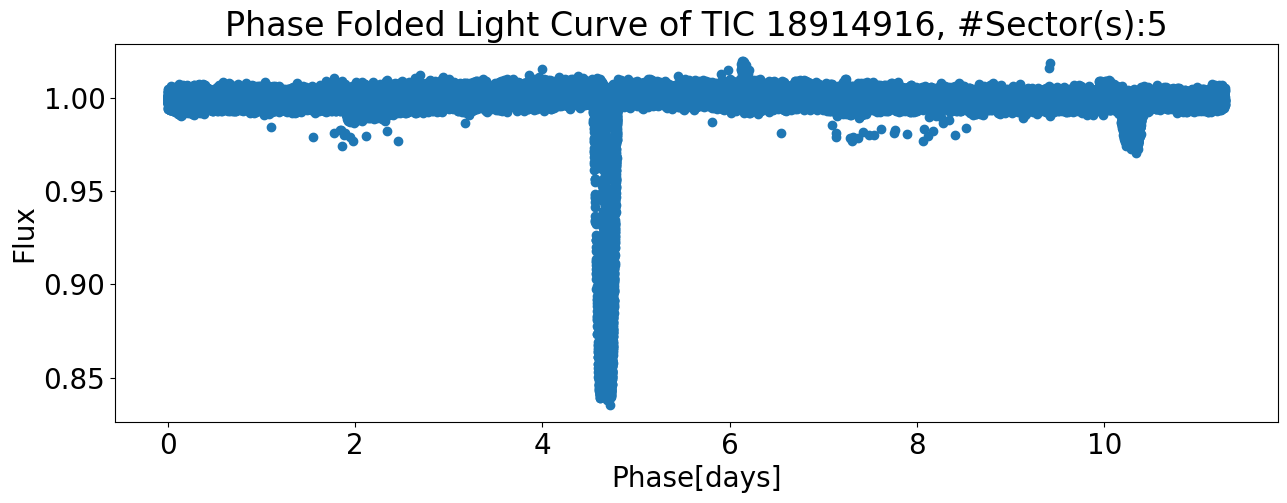 Phase Folded Light Curve of TIC 18914916, #Sector(s):5
1.00
0.95
0.90
0.85
Flux
0 2 4 6 8 10
Phase[days]